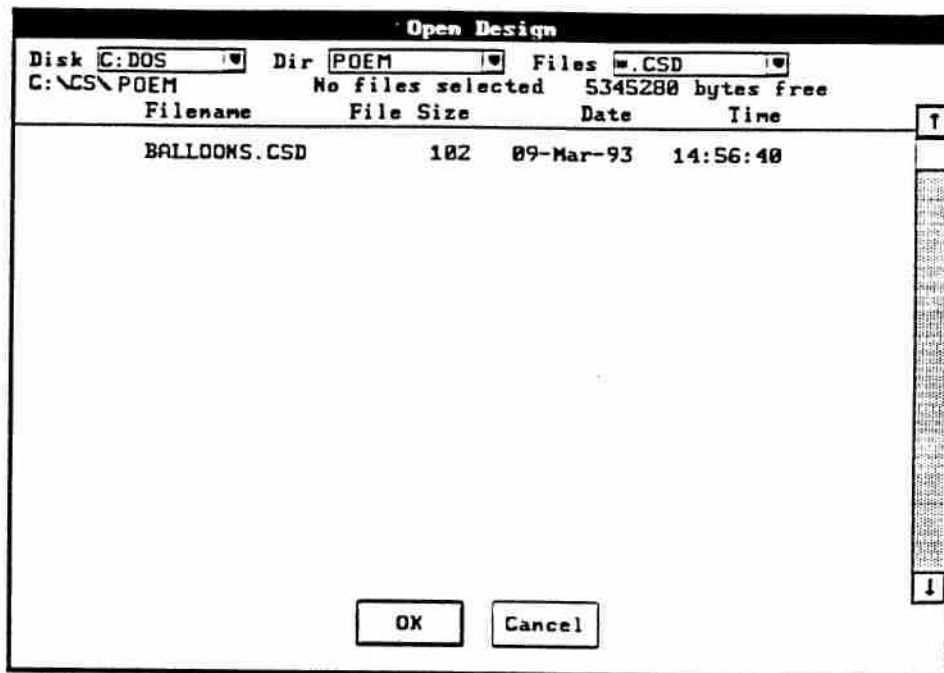 Open Design
Disk C:DOS Dir POEM Files *.CSD
C:\CS\POEM No files selected 5345280 bytes free
Filename File Size Date Time
BALLOONS.CSD 102 09-Mar-93 14:56:40
OK Cancel